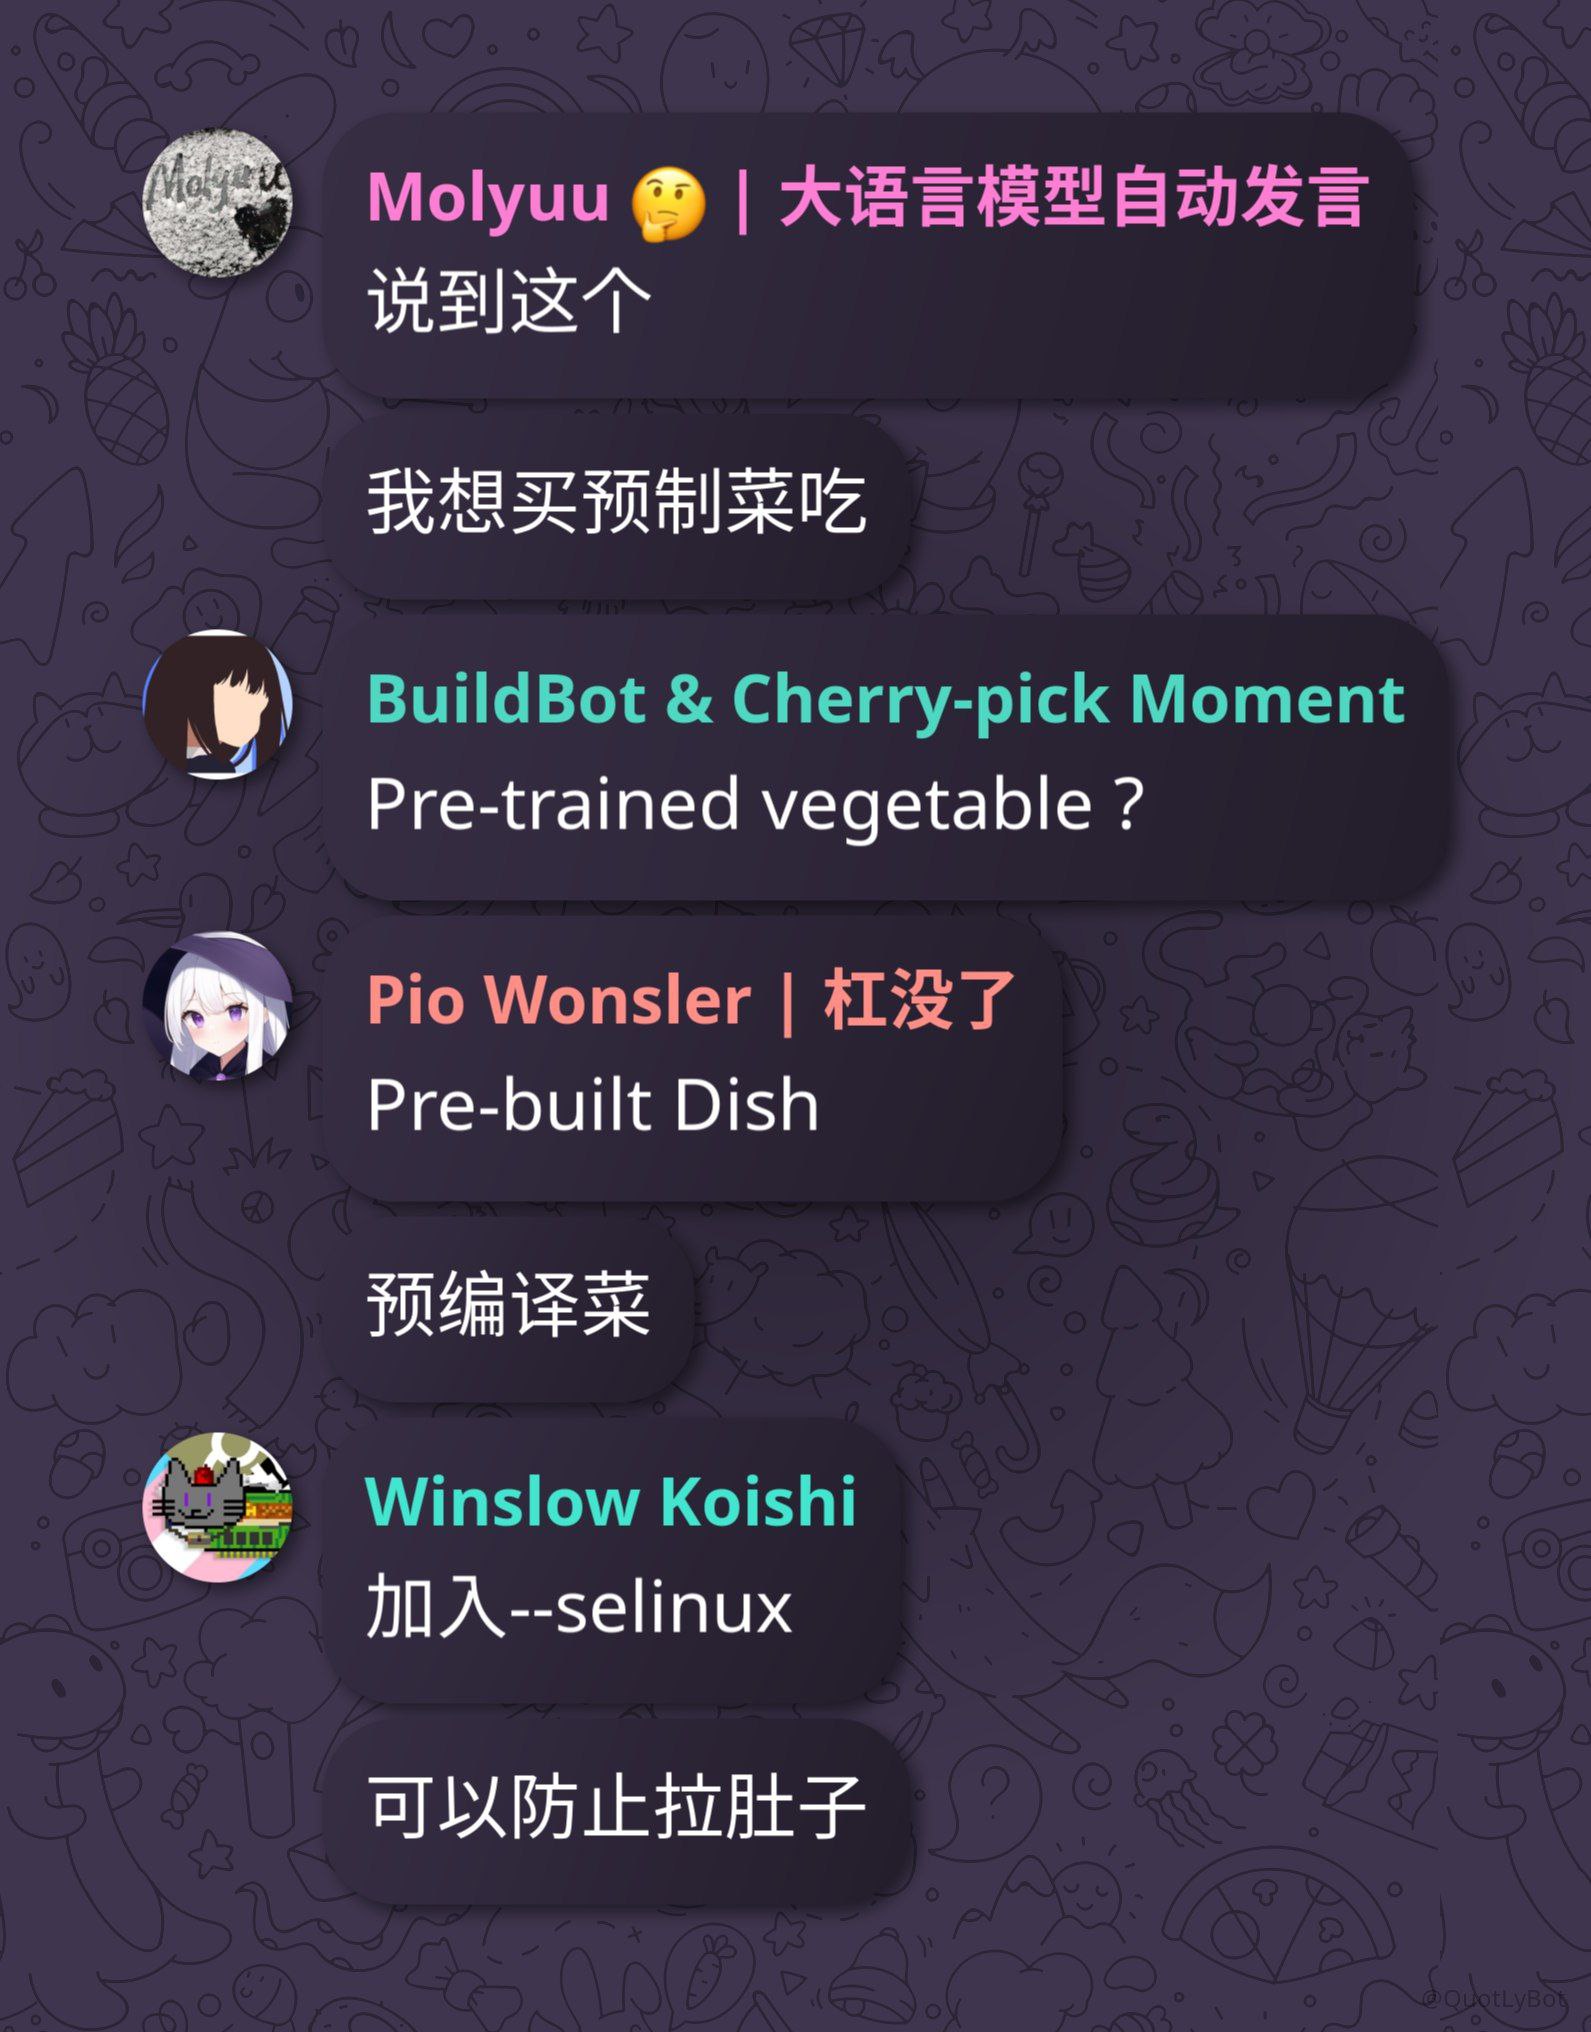 Molyuu 🤔 | 大语言模型自动发言
说到这个
我想买预制菜吃
BuildBot & Cherry-pick Moment
Pre-trained vegetable ?
Pio Wonsler | 杠没了
Pre-built Dish
预编译菜
Winslow Koishi
加入--selinux
可以防止拉肚子
@QuotLyBot